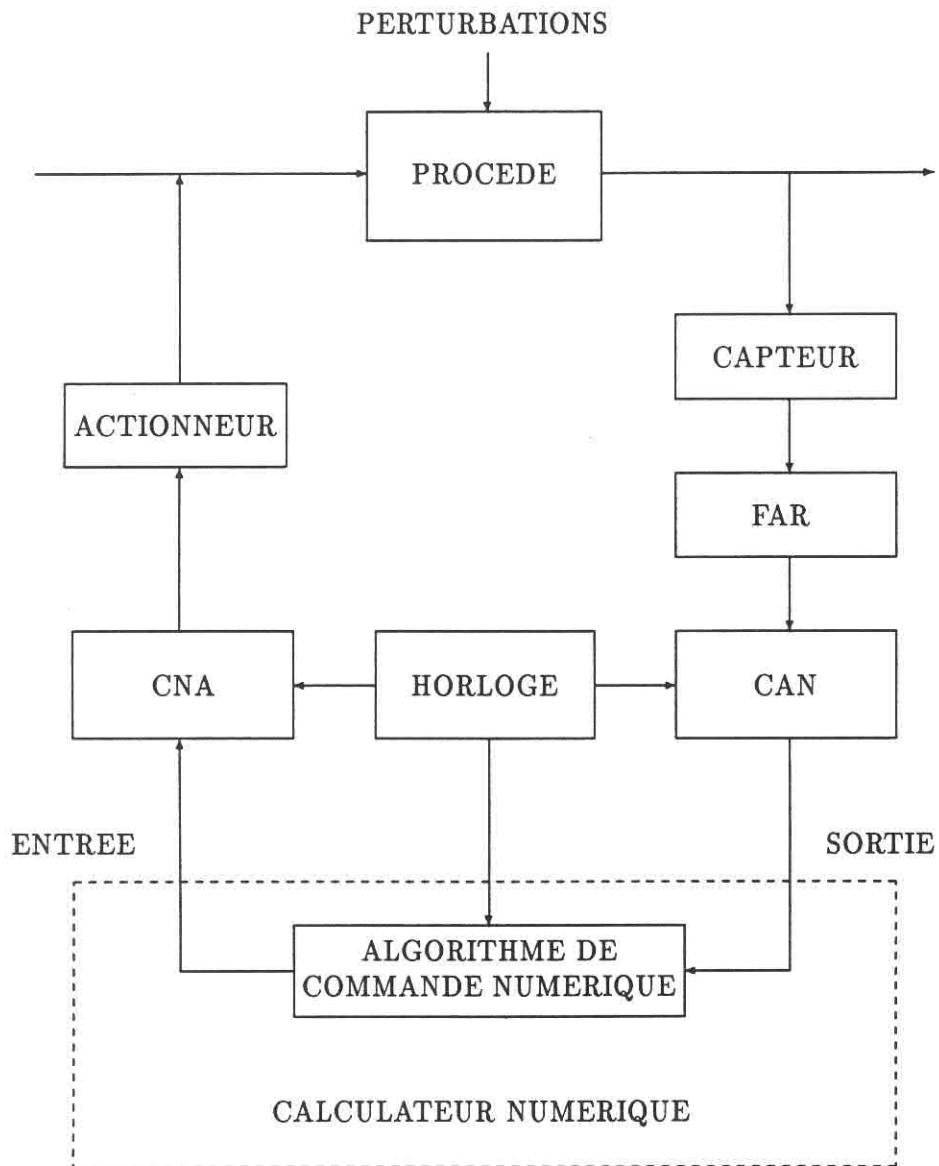 PERTURBATIONS
PROCEDE
CAPTEUR
ACTIONNEUR
FAR
CNA
HORLOGE
CAN
ENTREE
SORTIE
ALGORITHME DE
COMMANDE NUMERIQUE
CALCULATEUR NUMERIQUE